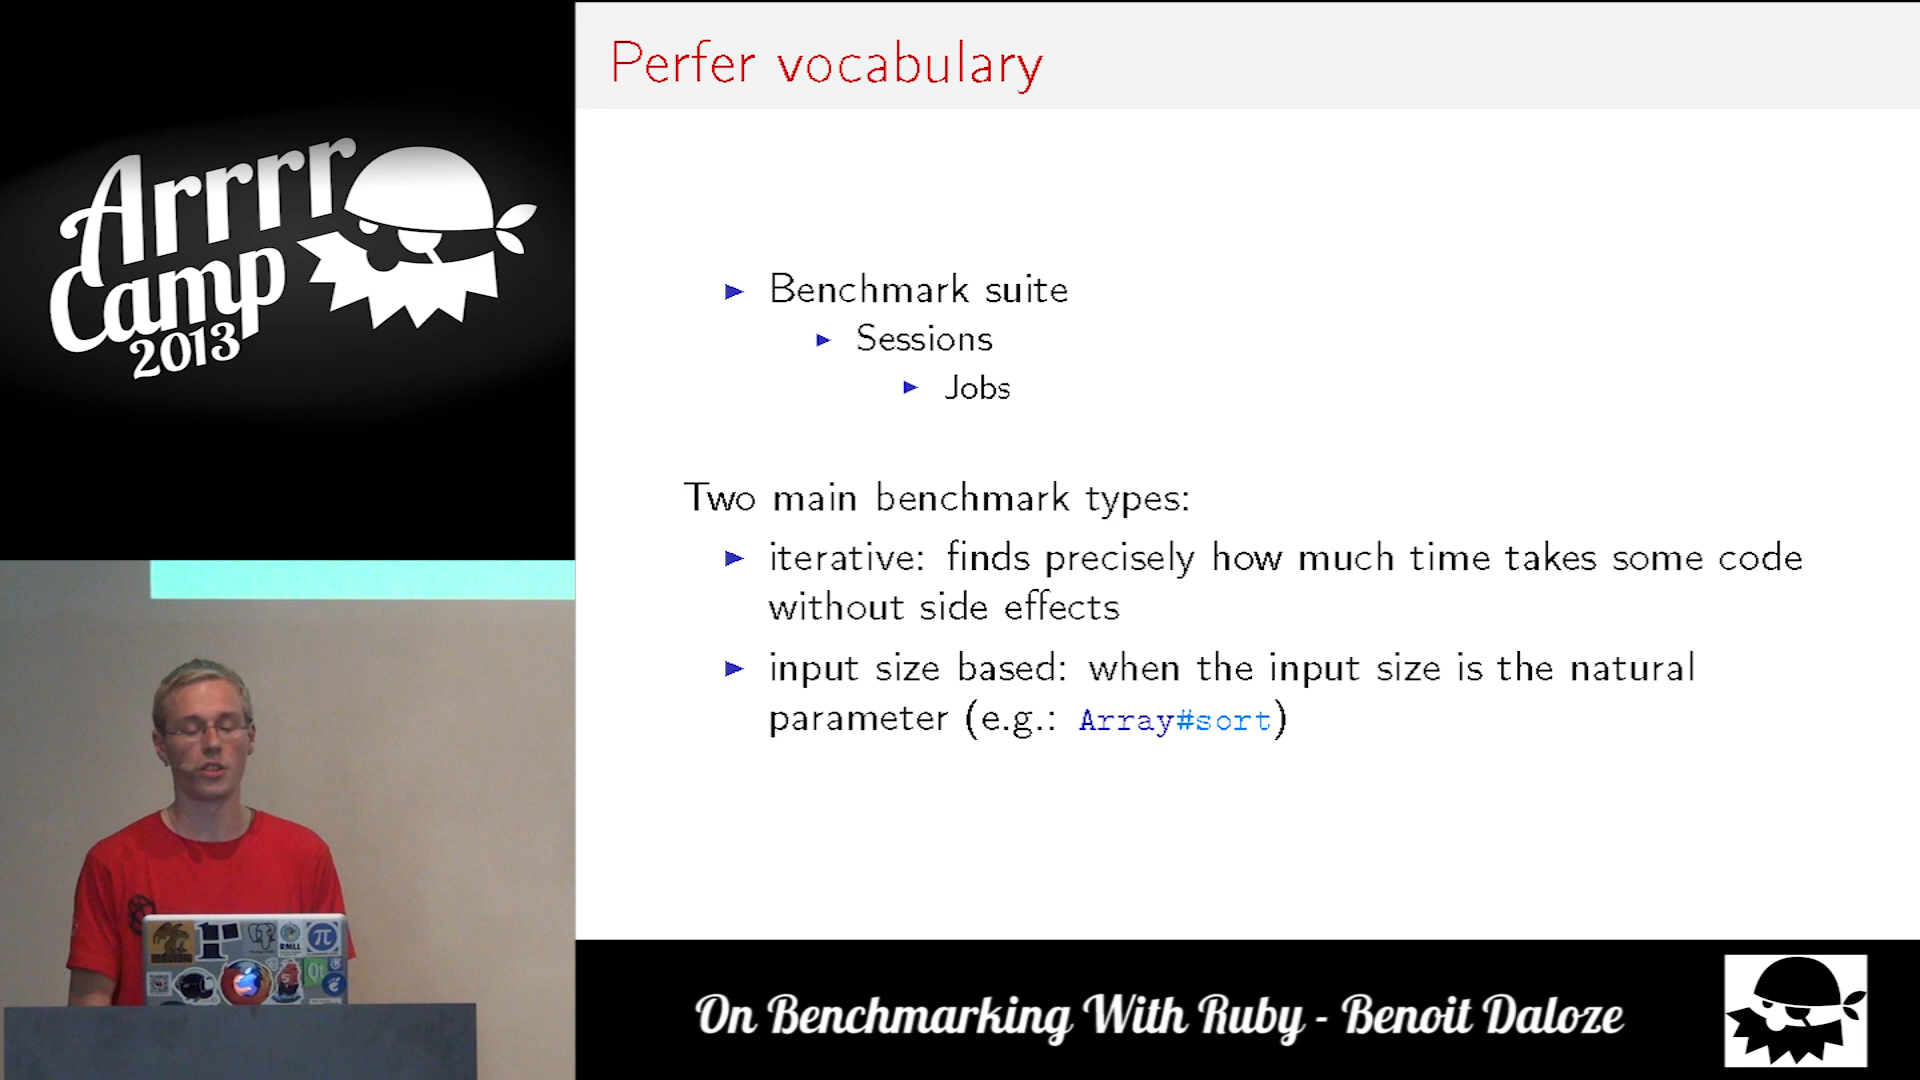 Arrrr
Camp
2013
Perfer vocabulary
Benchmark suite
Sessions
Jobs
Two main benchmark types:
iterative: finds precisely how much time takes some code
without side effects
input size based: when the input size is the natural
parameter (e.g.: Array#sort)
RMLL
π
Qt
On Benchmarking With Ruby - Benoit Daloze